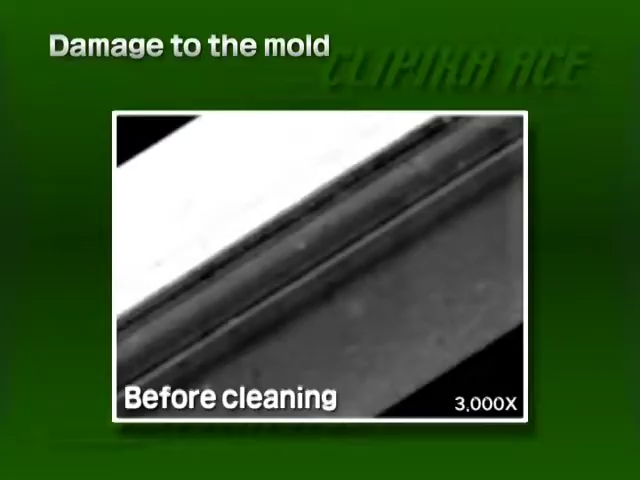 Damage to the mold
CLIPIKA ACE
Before cleaning
3,000X